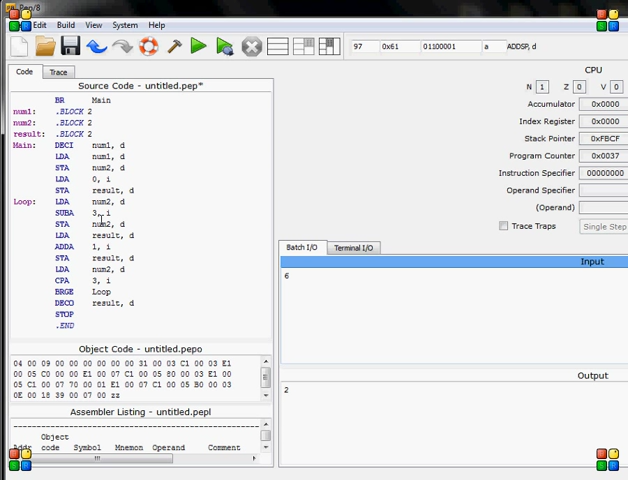 Pep/8
Edit Build View System Help
97 0x61 01100001 a ADDSP, d
Code Trace
Source Code - untitled.pep*
BR Main
num1: .BLOCK 2
num2: .BLOCK 2
result: .BLOCK 2
Main: DECI num1, d
LDA num1, d
STA num2, d
LDA 0, i
STA result, d
Loop: LDA num2, d
SUBA 3, i
STA num2, d
LDA result, d
ADDA 1, i
STA result, d
LDA num2, d
CPA 3, i
BRGE Loop
DECO result, d
STOP
.END
Object Code - untitled.pepo
04 00 09 00 00 00 00 00 00 31 00 03 C1 00 03 E1
00 05 C0 00 00 E1 00 07 C1 00 05 80 00 03 E1 00
05 C1 00 07 70 00 01 E1 00 07 C1 00 05 B0 00 03
0E 00 18 39 00 07 00 zz
Assembler Listing - untitled.pepl
Object
Addr code Symbol Mnemon Operand Comment
CPU
N 1 Z 0 V 0
Accumulator 0x0000
Index Register 0x0000
Stack Pointer 0xFBCF
Program Counter 0x0037
Instruction Specifier 00000000
Operand Specifier
(Operand)
Trace Traps Single Step
Batch I/O Terminal I/O
Input
6
Output
2